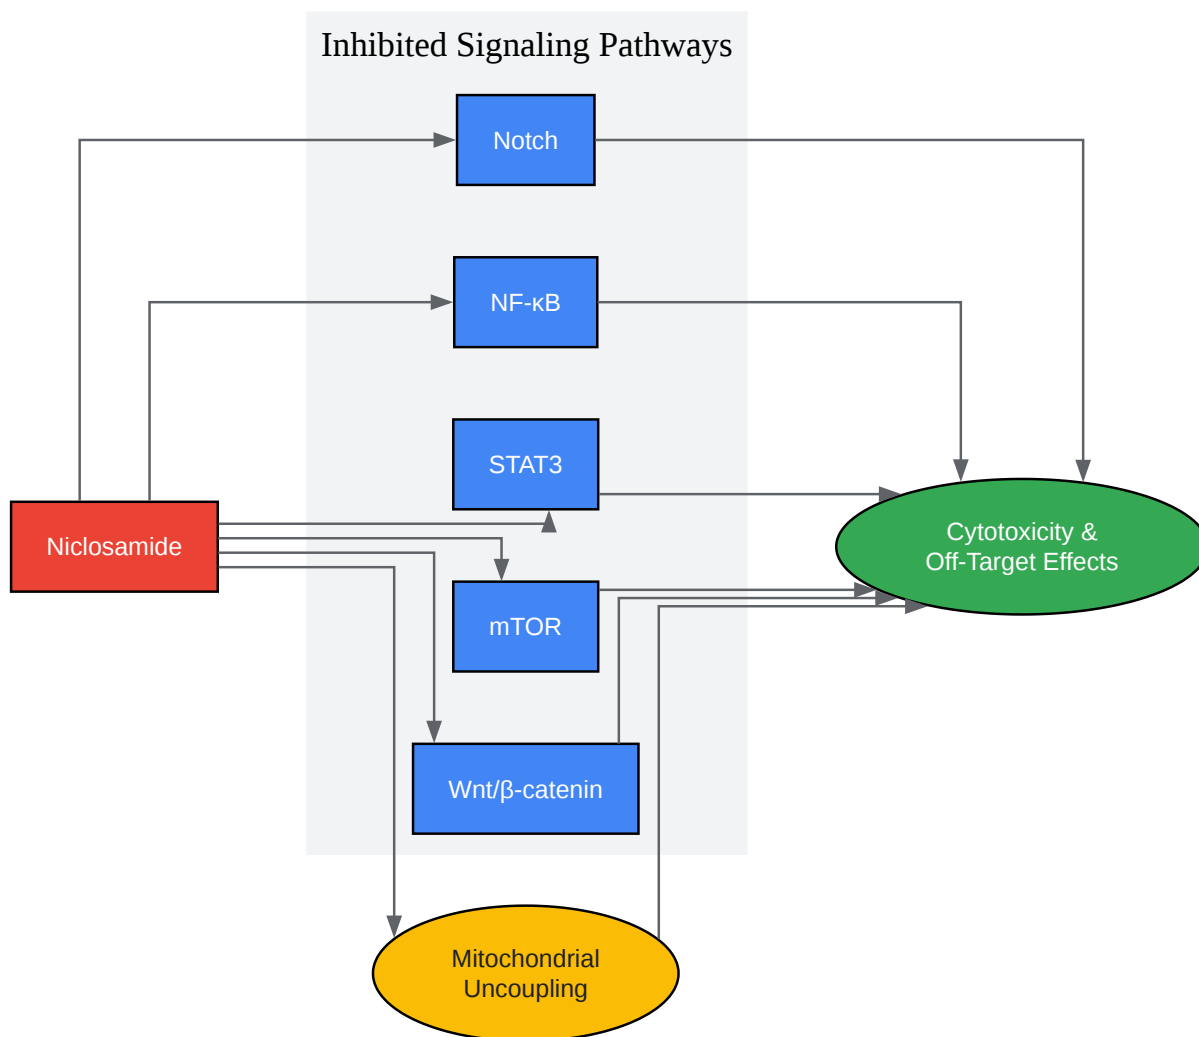 Inhibited Signaling Pathways
Notch
NF-κB
STAT3
Niclosamide
Cytotoxicity &
Off-Target Effects
mTOR
Wnt/β-catenin
Mitochondrial
Uncoupling